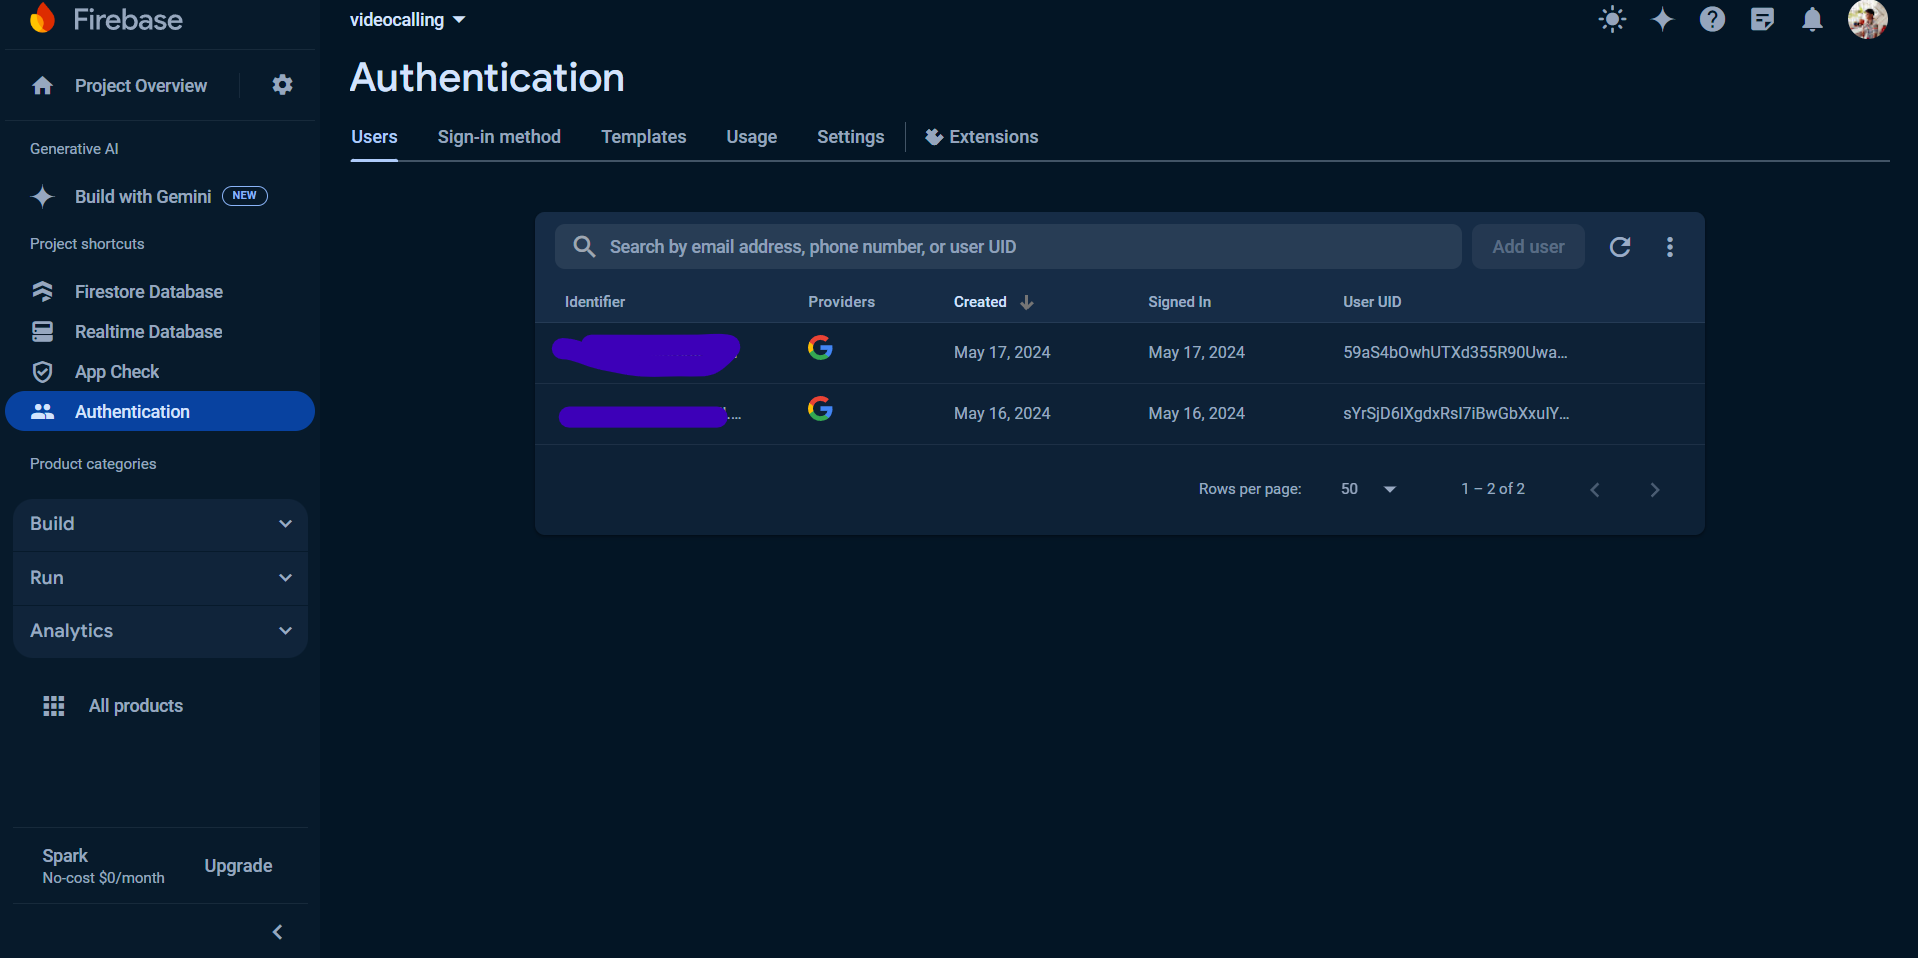 Firebase
videocalling
Project Overview
Authentication
Users Sign-in method Templates Usage Settings Extensions
Generative AI
Build with Gemini NEW
Project shortcuts
Firestore Database
Realtime Database
App Check
Authentication
Product categories
Build
Run
Analytics
All products
Spark
No-cost $0/month
Upgrade
Search by email address, phone number, or user UID
Add user
Identifier Providers Created Signed In User UID
May 17, 2024 May 17, 2024 59aS4bOwhUTXd355R90Uwa...
May 16, 2024 May 16, 2024 sYrSjD6lXgdxRsI7iBwGbXxuIY...
Rows per page: 50 1 – 2 of 2